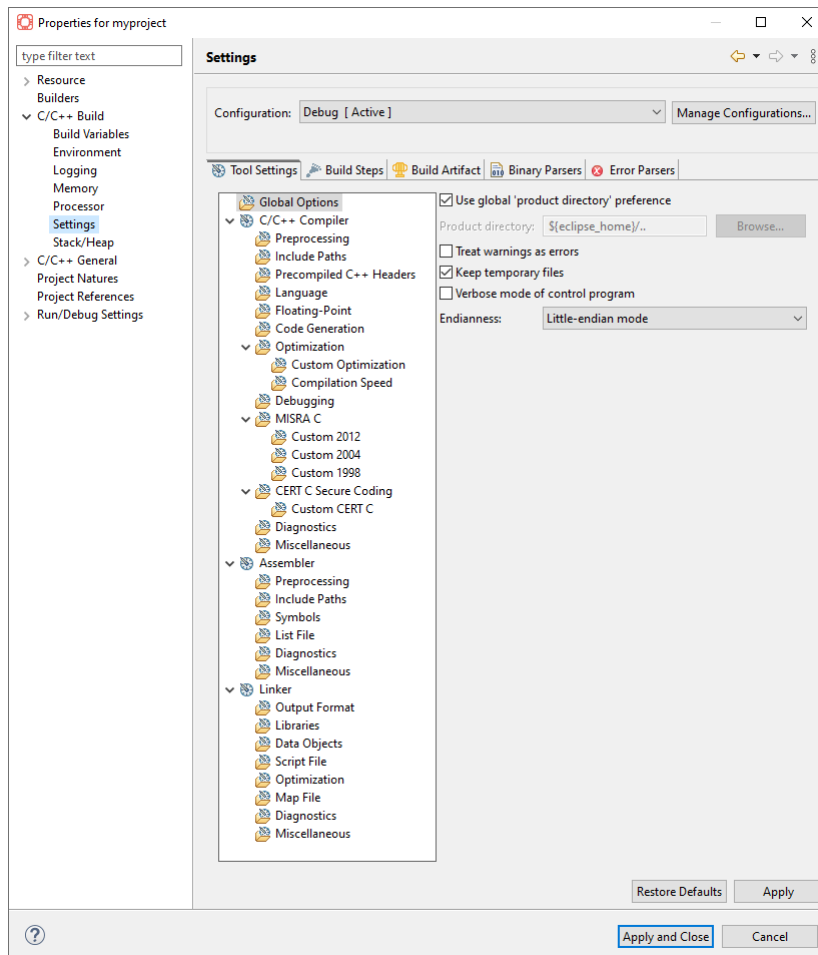 Properties for myproject
type filter text
Resource
Builders
C/C++ Build
Build Variables
Environment
Logging
Memory
Processor
Settings
Stack/Heap
C/C++ General
Project Natures
Project References
Run/Debug Settings
Settings
Configuration: Debug [ Active ] Manage Configurations...
Tool Settings Build Steps Build Artifact Binary Parsers Error Parsers
Global Options
C/C++ Compiler
Preprocessing
Include Paths
Precompiled C++ Headers
Language
Floating-Point
Code Generation
Optimization
Custom Optimization
Compilation Speed
Debugging
MISRA C
Custom 2012
Custom 2004
Custom 1998
CERT C Secure Coding
Custom CERT C
Diagnostics
Miscellaneous
Assembler
Preprocessing
Include Paths
Symbols
List File
Diagnostics
Miscellaneous
Linker
Output Format
Libraries
Data Objects
Script File
Optimization
Map File
Diagnostics
Miscellaneous
Use global 'product directory' preference
Product directory: ${eclipse_home}/.. Browse...
Treat warnings as errors
Keep temporary files
Verbose mode of control program
Endianness: Little-endian mode
Restore Defaults Apply
Apply and Close Cancel